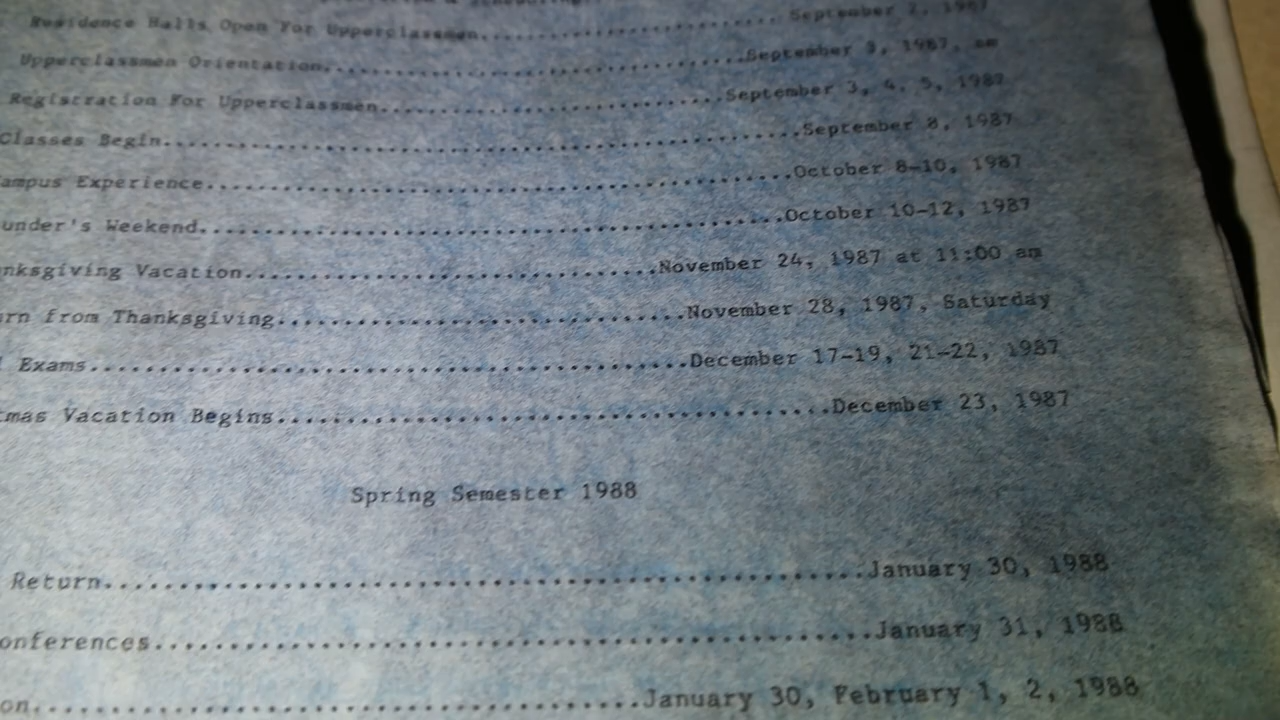 Residence Halls Open For Upperclassmen..............................September 2, 1987
Upperclassmen Orientation..............................September 3, 1987, am
Registration For Upperclassmen..............................September 3, 4, 5, 1987
Classes Begin..............................September 8, 1987
ampus Experience..............................October 8-10, 1987
under's Weekend..............................October 10-12, 1987
nksgiving Vacation..............................November 24, 1987 at 11:00 am
urn from Thanksgiving..............................November 28, 1987, Saturday
l Exams..............................December 17-19, 21-22, 1987
tmas Vacation Begins..............................December 23, 1987
Spring Semester 1988
Return..............................January 30, 1988
onferences..............................January 31, 1988
on..............................January 30, February 1, 2, 1988